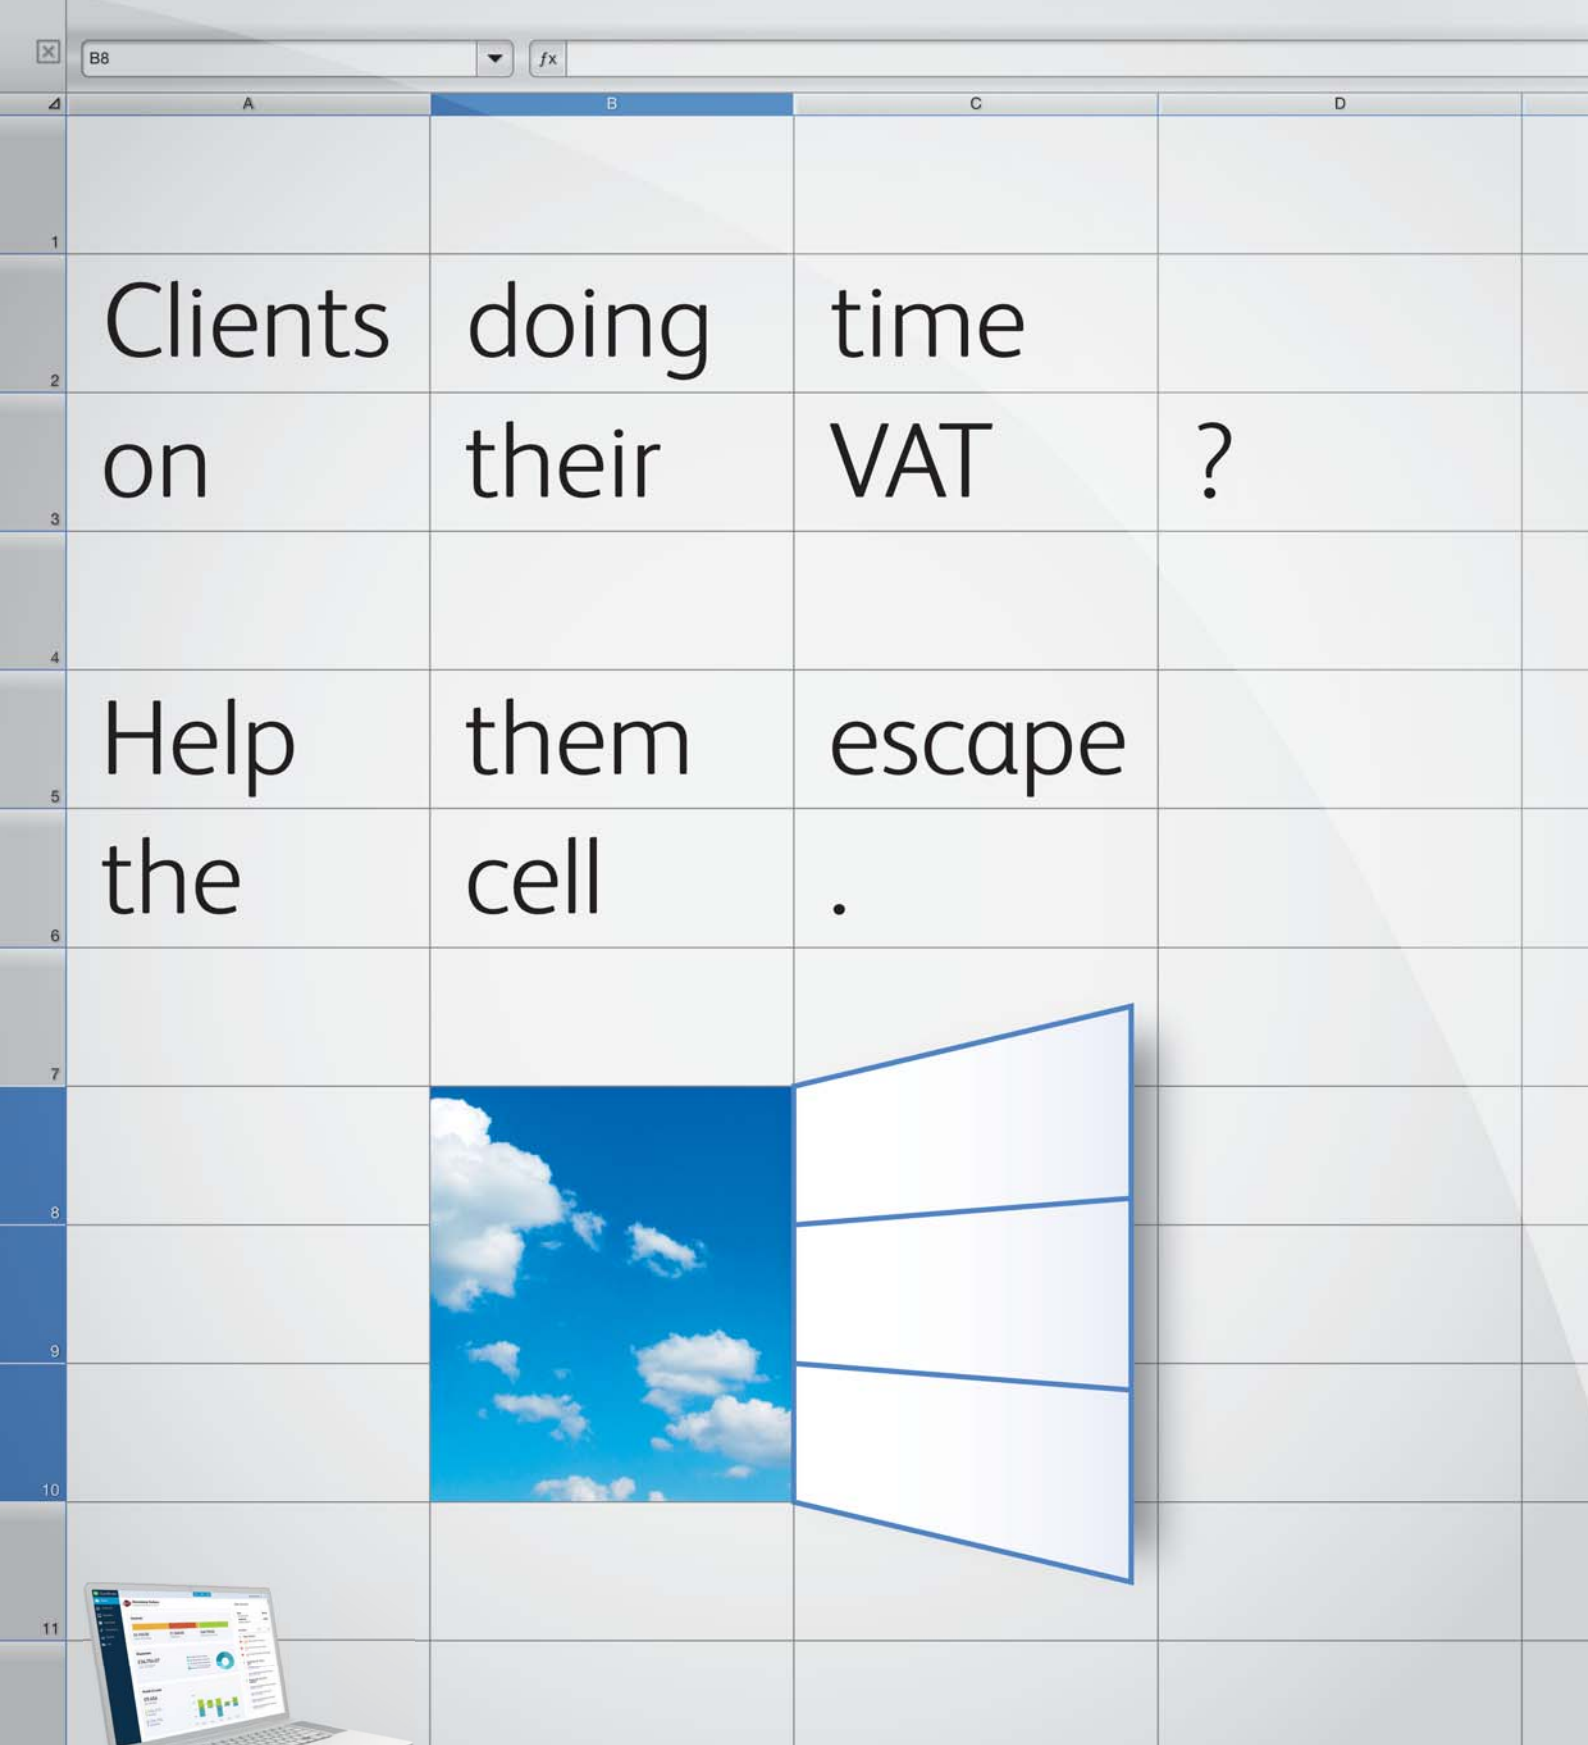 B8
fx
A B C D
1
Clients doing time
2
on their VAT ?
3
4
Help them escape
5
the cell .
6
7
8
9
10
11